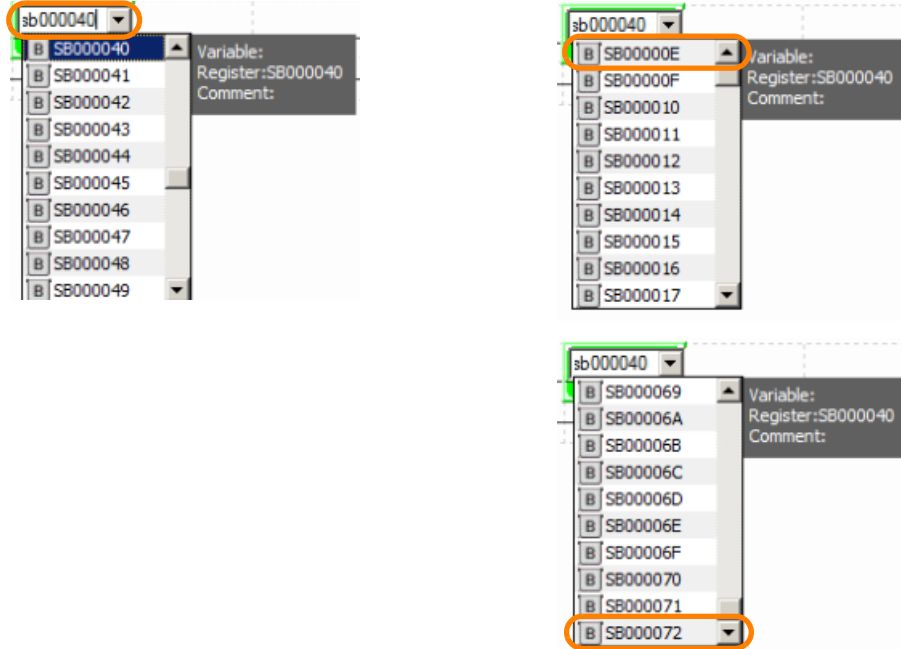 sb000040
B SB000040
B SB000041
B SB000042
B SB000043
B SB000044
B SB000045
B SB000046
B SB000047
B SB000048
B SB000049
Variable:
Register:SB000040
Comment:
sb000040
B SB00000E
B SB00000F
B SB000010
B SB000011
B SB000012
B SB000013
B SB000014
B SB000015
B SB000016
B SB000017
Variable:
Register:SB000040
Comment:
sb000040
B SB000069
B SB00006A
B SB00006B
B SB00006C
B SB00006D
B SB00006E
B SB00006F
B SB000070
B SB000071
B SB000072
Variable:
Register:SB000040
Comment: